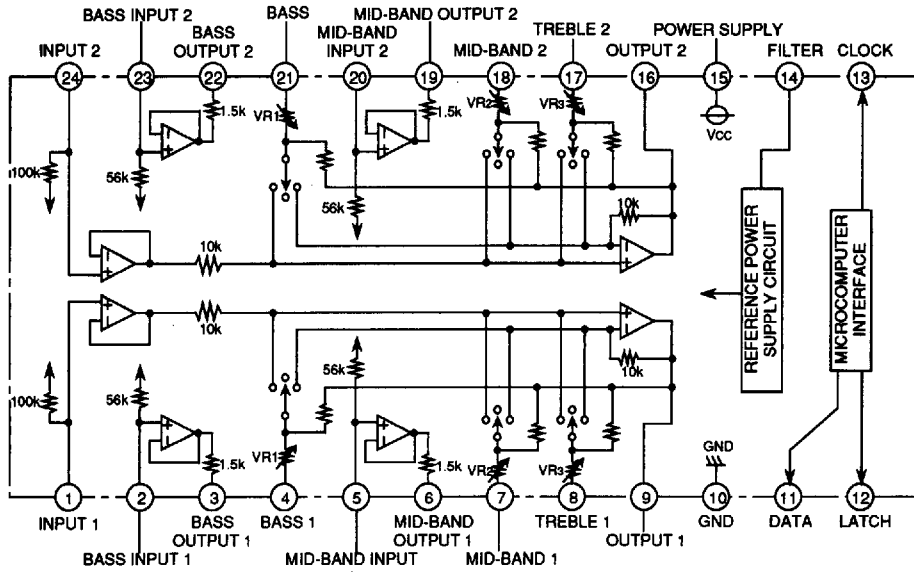 BASS INPUT 2
BASS
MID-BAND OUTPUT 2
TREBLE 2
POWER SUPPLY
INPUT 2
BASS
OUTPUT 2
MID-BAND
INPUT 2
MID-BAND 2
OUTPUT 2
FILTER
CLOCK
24
23
22
21
20
19
18
17
16
15
14
13
1.5k
VR1
1.5k
VR2
VR3
Vcc
100k
56k
56k
10k
10k
REFERENCE POWER
SUPPLY CIRCUIT
MICROCOMPUTER
INTERFACE
10k
10k
100k
56k
56k
1.5k
VR1
1.5k
VR2
VR3
GND
1
2
3
4
5
6
7
8
9
10
11
12
INPUT 1
BASS
OUTPUT 1
BASS 1
MID-BAND
OUTPUT 1
TREBLE 1
GND
DATA
LATCH
BASS INPUT 1
MID-BAND INPUT
MID-BAND 1
OUTPUT 1